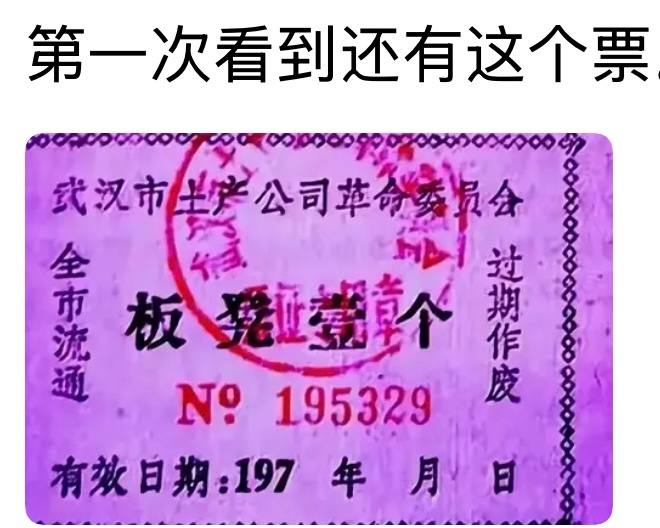 第一次看到还有这个票
武汉市土产公司革命委员会
全市流通
板凳壹个
过期作废
№ 195329
有效日期:197 年 月 日